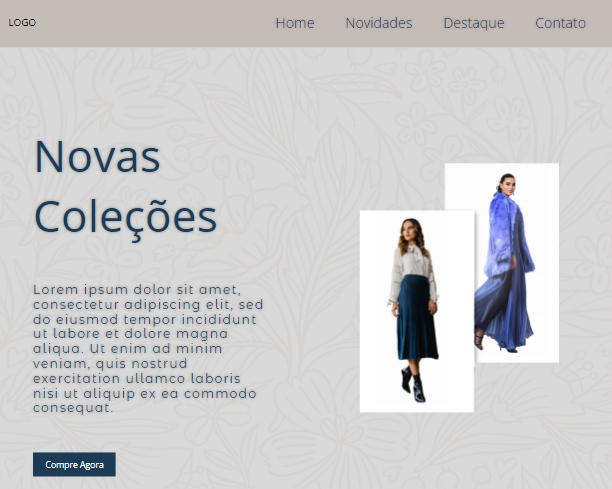 LOGO
Home Novidades Destaque Contato
Novas
Coleções
Lorem ipsum dolor sit amet,
consectetur adipiscing elit, sed
do eiusmod tempor incididunt
ut labore et dolore magna
aliqua. Ut enim ad minim
veniam, quis nostrud
exercitation ullamco laboris
nisi ut aliquip ex ea commodo
consequat.
Compre Agora